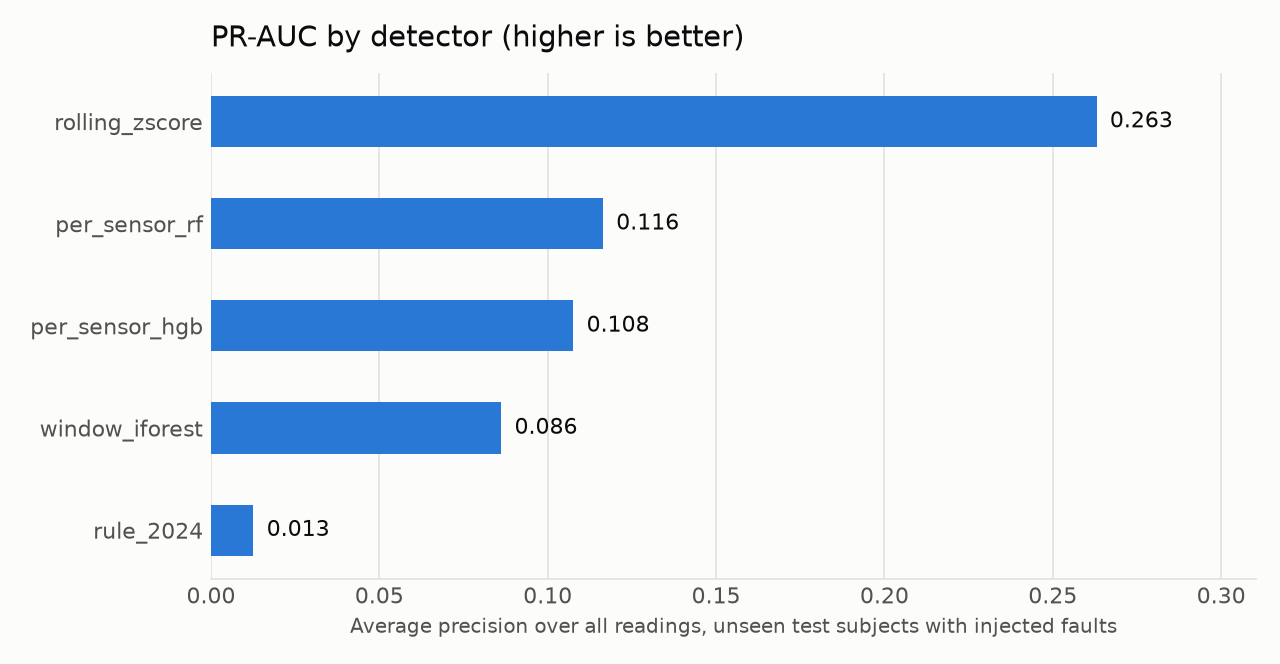 PR-AUC by detector (higher is better)
rolling_zscore
0.263
per_sensor_rf
0.116
per_sensor_hgb
0.108
window_iforest
0.086
rule_2024
0.013
0.00 0.05 0.10 0.15 0.20 0.25 0.30
Average precision over all readings, unseen test subjects with injected faults